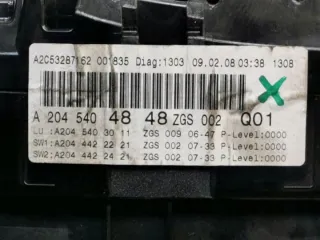 A2C53287162 001835 Diag:1303 09.02.08 03:38 1308
A 204 540 48 48 ZGS 002 Q01
LU :A204 540 30 11 ZGS 009 06-47 P-Level:0000
SW1:A204 442 22 21 ZGS 002 07-33 P-Level:0000
SW2:A204 442 24 21 ZGS 002 07-33 P-Level:0000